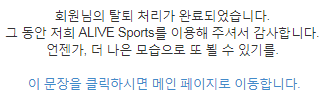 회원님의 탈퇴 처리가 완료되었습니다.
그 동안 저희 ALIVE Sports를 이용해 주셔서 감사합니다.
언젠가, 더 나은 모습으로 또 뵐 수 있기를.
이 문장을 클릭하시면 메인 페이지로 이동합니다.